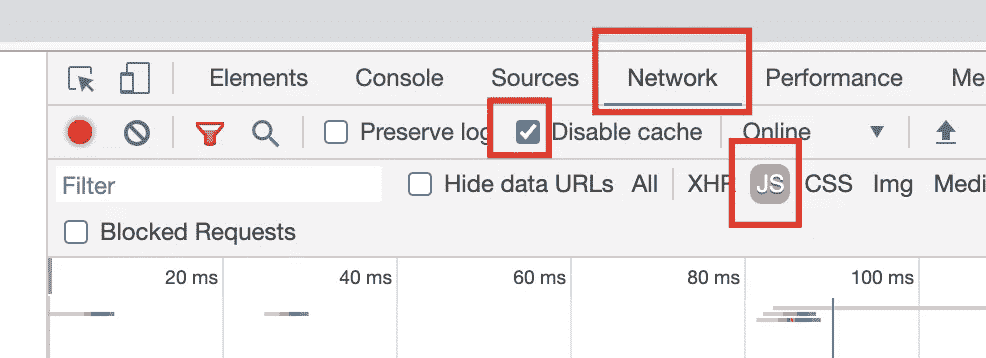 Elements Console Sources Network Performance Me
Preserve log Disable cache Online
Filter Hide data URLs All XHR JS CSS Img Medi
Blocked Requests
20 ms 40 ms 60 ms 80 ms 100 ms